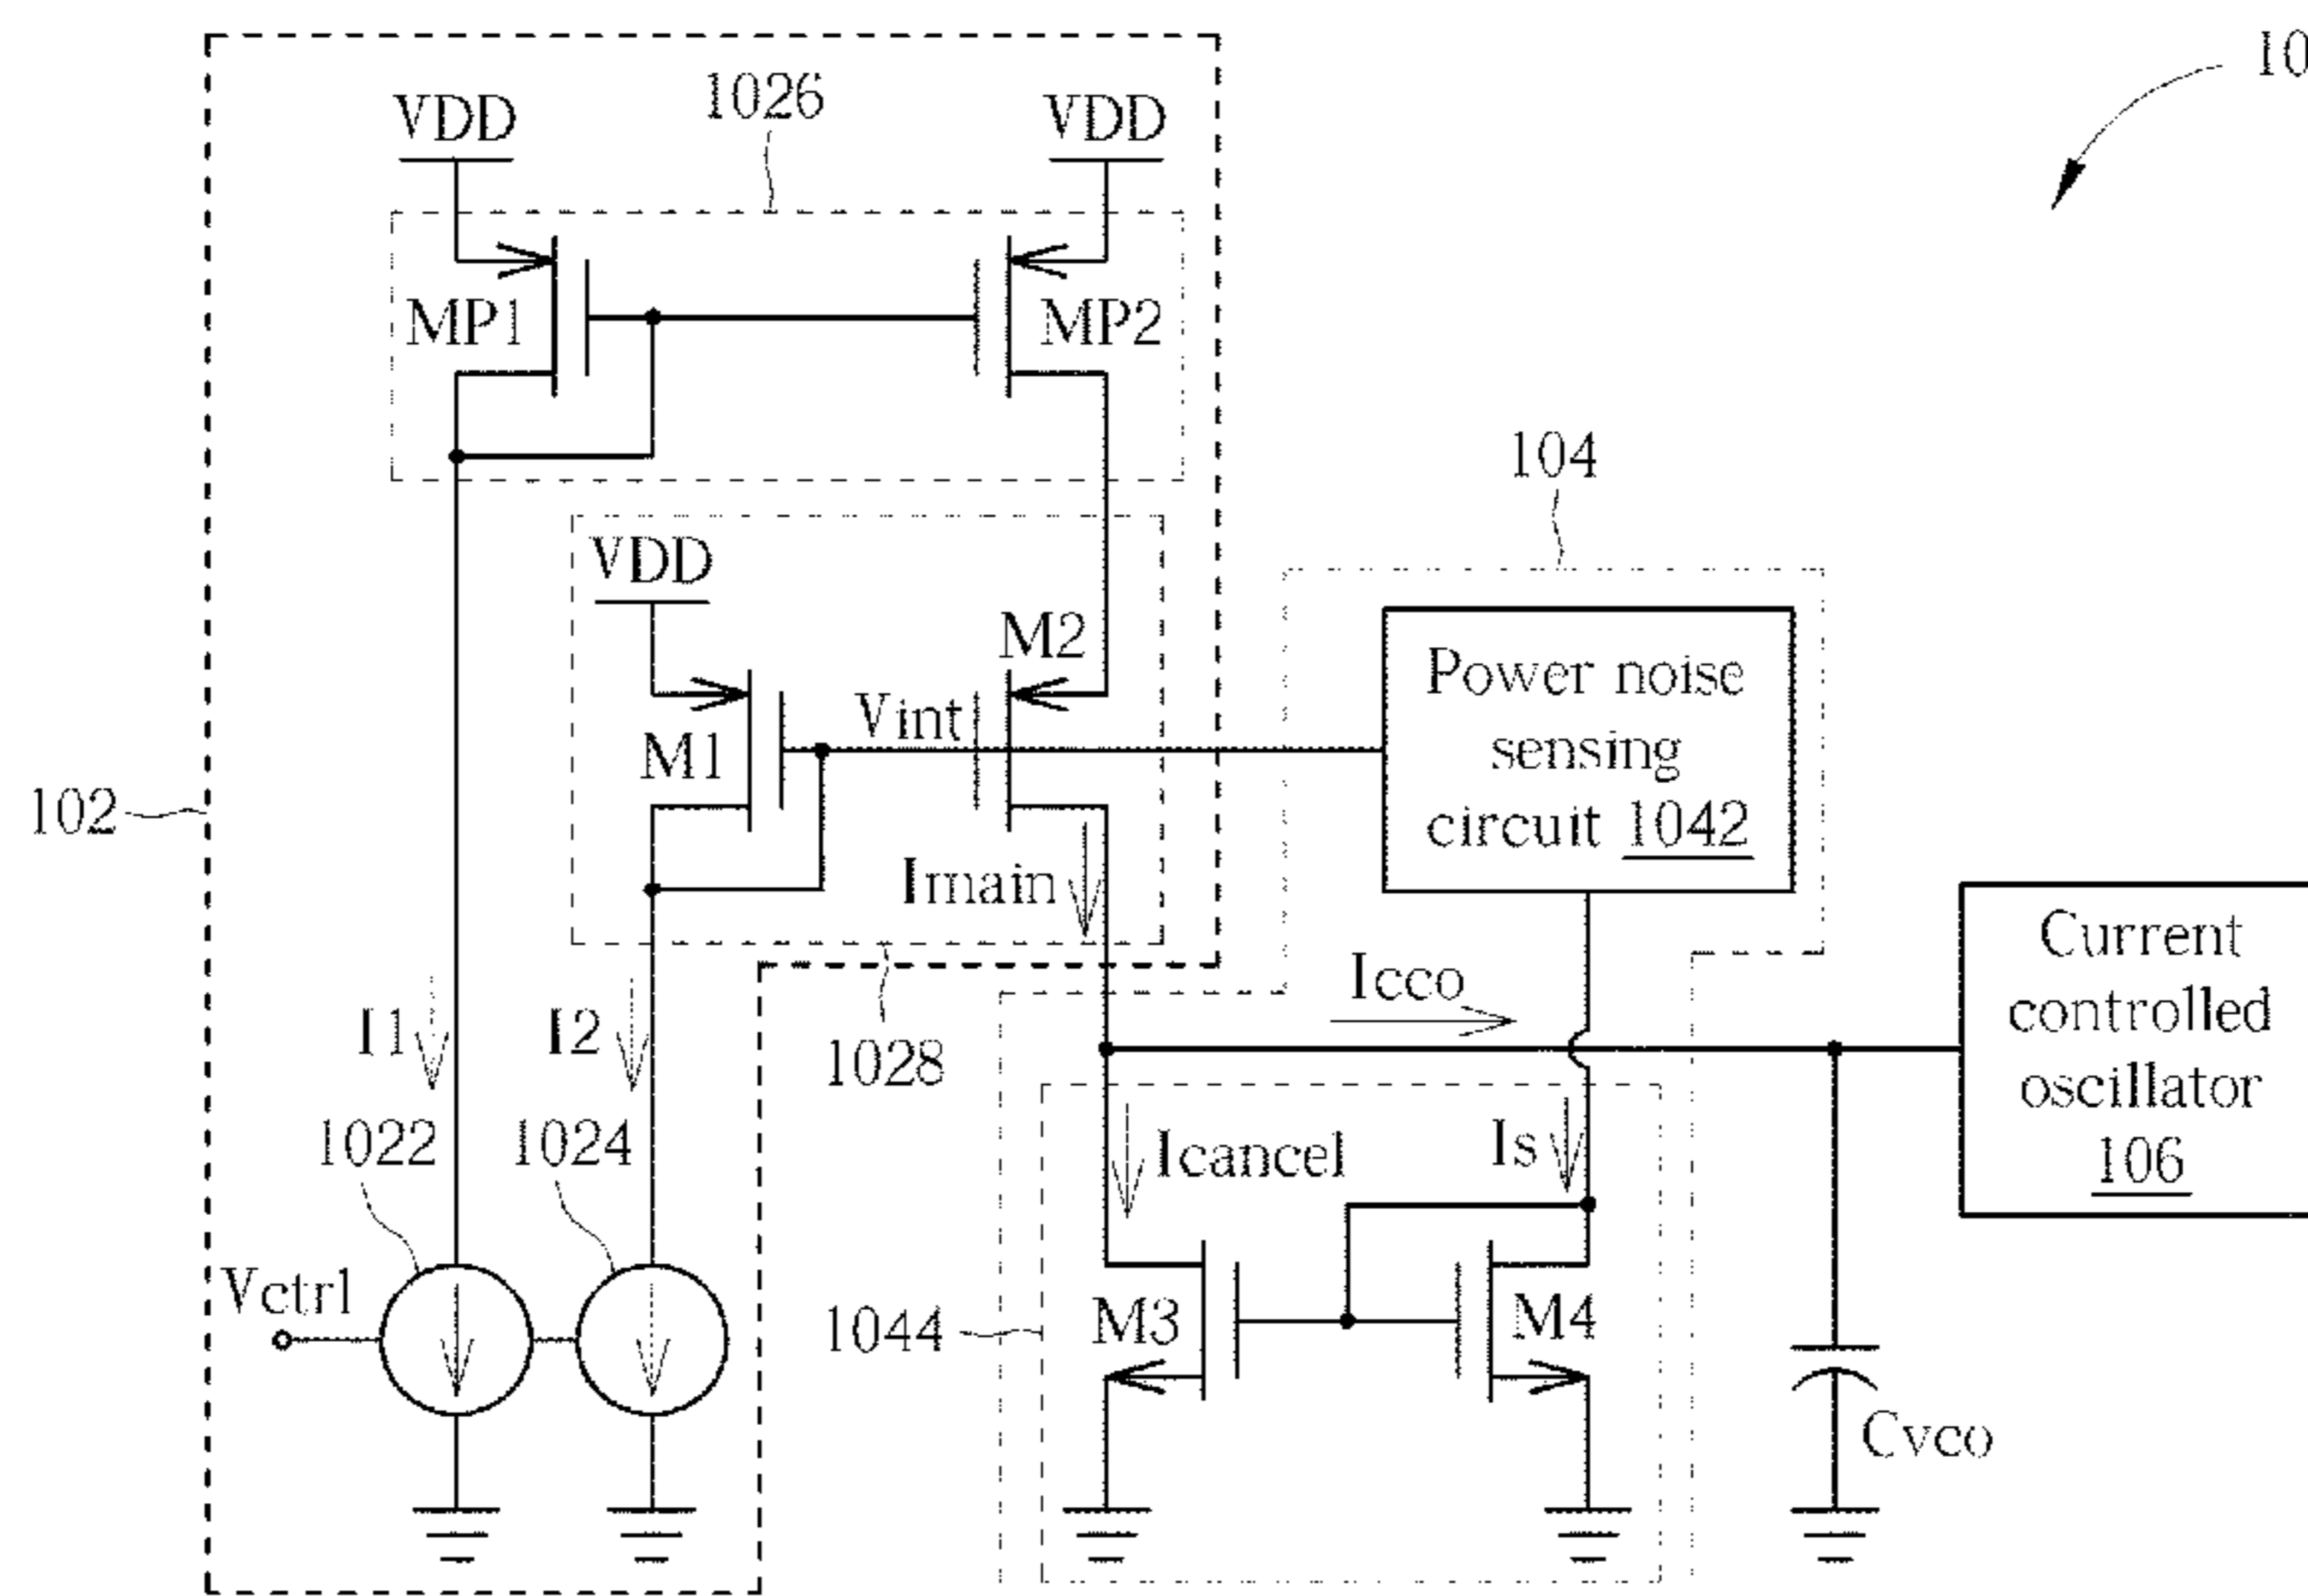 10
1026
VDD
VDD
MP1
MP2
104
VDD
M2
Power noise
sensing
circuit 1042
Vint
M1
102
Imain
Current
controlled
oscillator
106
Icco
I1
I2
1028
1022
1024
Icancel
Is
Vctrl
1044
M3
M4
Cvco